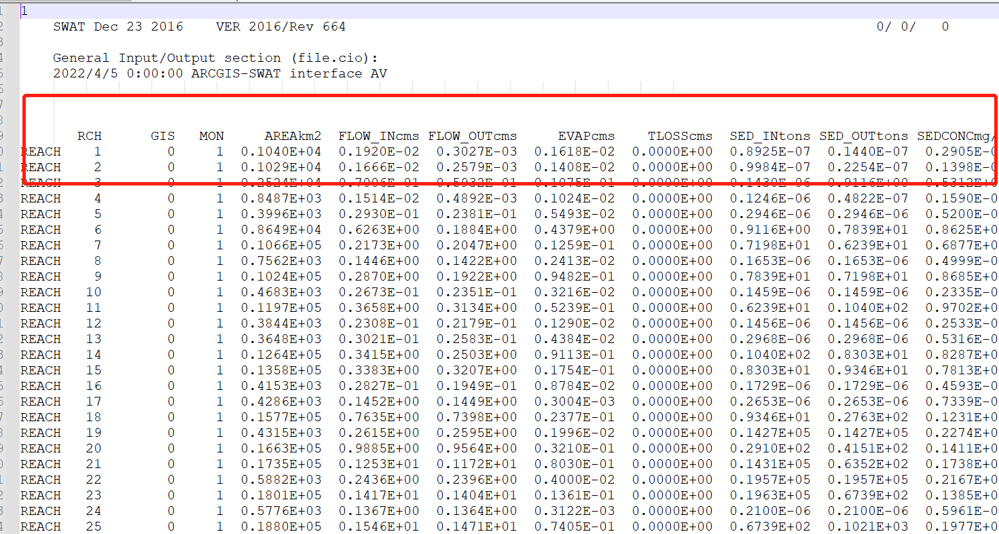 1
SWAT Dec 23 2016    VER 2016/Rev 664    0/ 0/   0
General Input/Output section (file.cio):
2022/4/5 0:00:00 ARCGIS-SWAT interface AV
RCH GIS MON AREAkm2 FLOW_INcms FLOW_OUTcms EVAPcms TLOSScms SED_INtons SED_OUTtons SEDCONCmg/
REACH 1 0 1 0.1040E+04 0.1920E-02 0.3027E-03 0.1618E-02 0.0000E+00 0.8925E-07 0.1440E-07 0.2905E-0
REACH 2 0 1 0.1029E+04 0.1666E-02 0.2579E-03 0.1408E-02 0.0000E+00 0.9984E-07 0.2254E-07 0.1398E-0
REACH 3 0 1 0.2524E+04 0.7006E-01 0.5932E-01 0.1075E-01 0.0000E+00 0.1430E-06 0.9116E+00 0.5312E+0
REACH 4 0 1 0.8487E+03 0.1514E-02 0.4892E-03 0.1024E-02 0.0000E+00 0.1246E-06 0.4822E-07 0.1590E-0
REACH 5 0 1 0.3996E+03 0.2930E-01 0.2381E-01 0.5493E-02 0.0000E+00 0.2946E-06 0.2946E-06 0.5200E-0
REACH 6 0 1 0.8649E+04 0.6263E+00 0.1884E+00 0.4379E+00 0.0000E+00 0.9116E+00 0.7839E+01 0.8625E+0
REACH 7 0 1 0.1066E+05 0.2173E+00 0.2047E+00 0.1259E-01 0.0000E+00 0.7198E+01 0.6239E+01 0.6877E+0
REACH 8 0 1 0.7562E+03 0.1446E+00 0.1422E+00 0.2413E-02 0.0000E+00 0.1653E-06 0.1653E-06 0.4999E-0
REACH 9 0 1 0.1024E+05 0.2870E+00 0.1922E+00 0.9482E-01 0.0000E+00 0.7839E+01 0.7198E+01 0.8685E+0
REACH 10 0 1 0.4683E+03 0.2673E-01 0.2351E-01 0.3216E-02 0.0000E+00 0.1459E-06 0.1459E-06 0.2335E-0
REACH 11 0 1 0.1197E+05 0.3658E+00 0.3134E+00 0.5239E-01 0.0000E+00 0.6239E+01 0.1040E+02 0.9702E+0
REACH 12 0 1 0.3844E+03 0.2308E-01 0.2179E-01 0.1290E-02 0.0000E+00 0.1456E-06 0.1456E-06 0.2533E-0
REACH 13 0 1 0.3648E+03 0.3021E-01 0.2583E-01 0.4384E-02 0.0000E+00 0.2968E-06 0.2968E-06 0.5316E-0
REACH 14 0 1 0.1264E+05 0.3415E+00 0.2503E+00 0.9113E-01 0.0000E+00 0.1040E+02 0.8303E+01 0.8287E+0
REACH 15 0 1 0.1358E+05 0.3383E+00 0.3207E+00 0.1754E-01 0.0000E+00 0.8303E+01 0.9346E+01 0.7813E+0
REACH 16 0 1 0.4153E+03 0.2827E-01 0.1949E-01 0.8784E-02 0.0000E+00 0.1729E-06 0.1729E-06 0.4593E-0
REACH 17 0 1 0.4286E+03 0.1452E+00 0.1449E+00 0.3004E-03 0.0000E+00 0.2653E-06 0.2653E-06 0.7339E-0
REACH 18 0 1 0.1577E+05 0.7635E+00 0.7398E+00 0.2377E-01 0.0000E+00 0.9346E+01 0.2763E+02 0.1231E+0
REACH 19 0 1 0.4315E+03 0.2615E+00 0.2595E+00 0.1996E-02 0.0000E+00 0.1427E+05 0.1427E+05 0.2274E+0
REACH 20 0 1 0.1663E+05 0.9885E+00 0.9564E+00 0.3210E-01 0.0000E+00 0.2910E+02 0.4151E+02 0.1411E+0
REACH 21 0 1 0.1735E+05 0.1253E+01 0.1172E+01 0.8030E-01 0.0000E+00 0.1431E+05 0.6352E+02 0.1738E+0
REACH 22 0 1 0.5882E+03 0.2436E+00 0.2396E+00 0.4000E-02 0.0000E+00 0.1957E+05 0.1957E+05 0.2167E+0
REACH 23 0 1 0.1801E+05 0.1417E+01 0.1404E+01 0.1361E-01 0.0000E+00 0.1963E+05 0.6739E+02 0.1385E+0
REACH 24 0 1 0.5776E+03 0.1367E+00 0.1364E+00 0.3122E-03 0.0000E+00 0.2100E-06 0.2100E-06 0.5961E-0
REACH 25 0 1 0.1880E+05 0.1546E+01 0.1471E+01 0.7405E-01 0.0000E+00 0.6739E+02 0.1021E+03 0.1977E+0